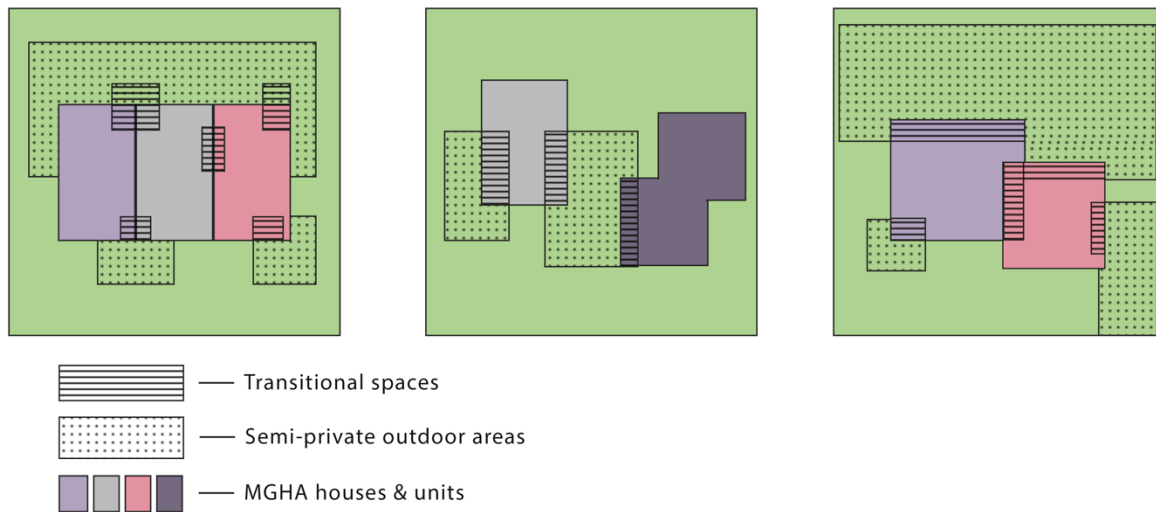 Transitional spaces
Semi-private outdoor areas
MGHA houses & units